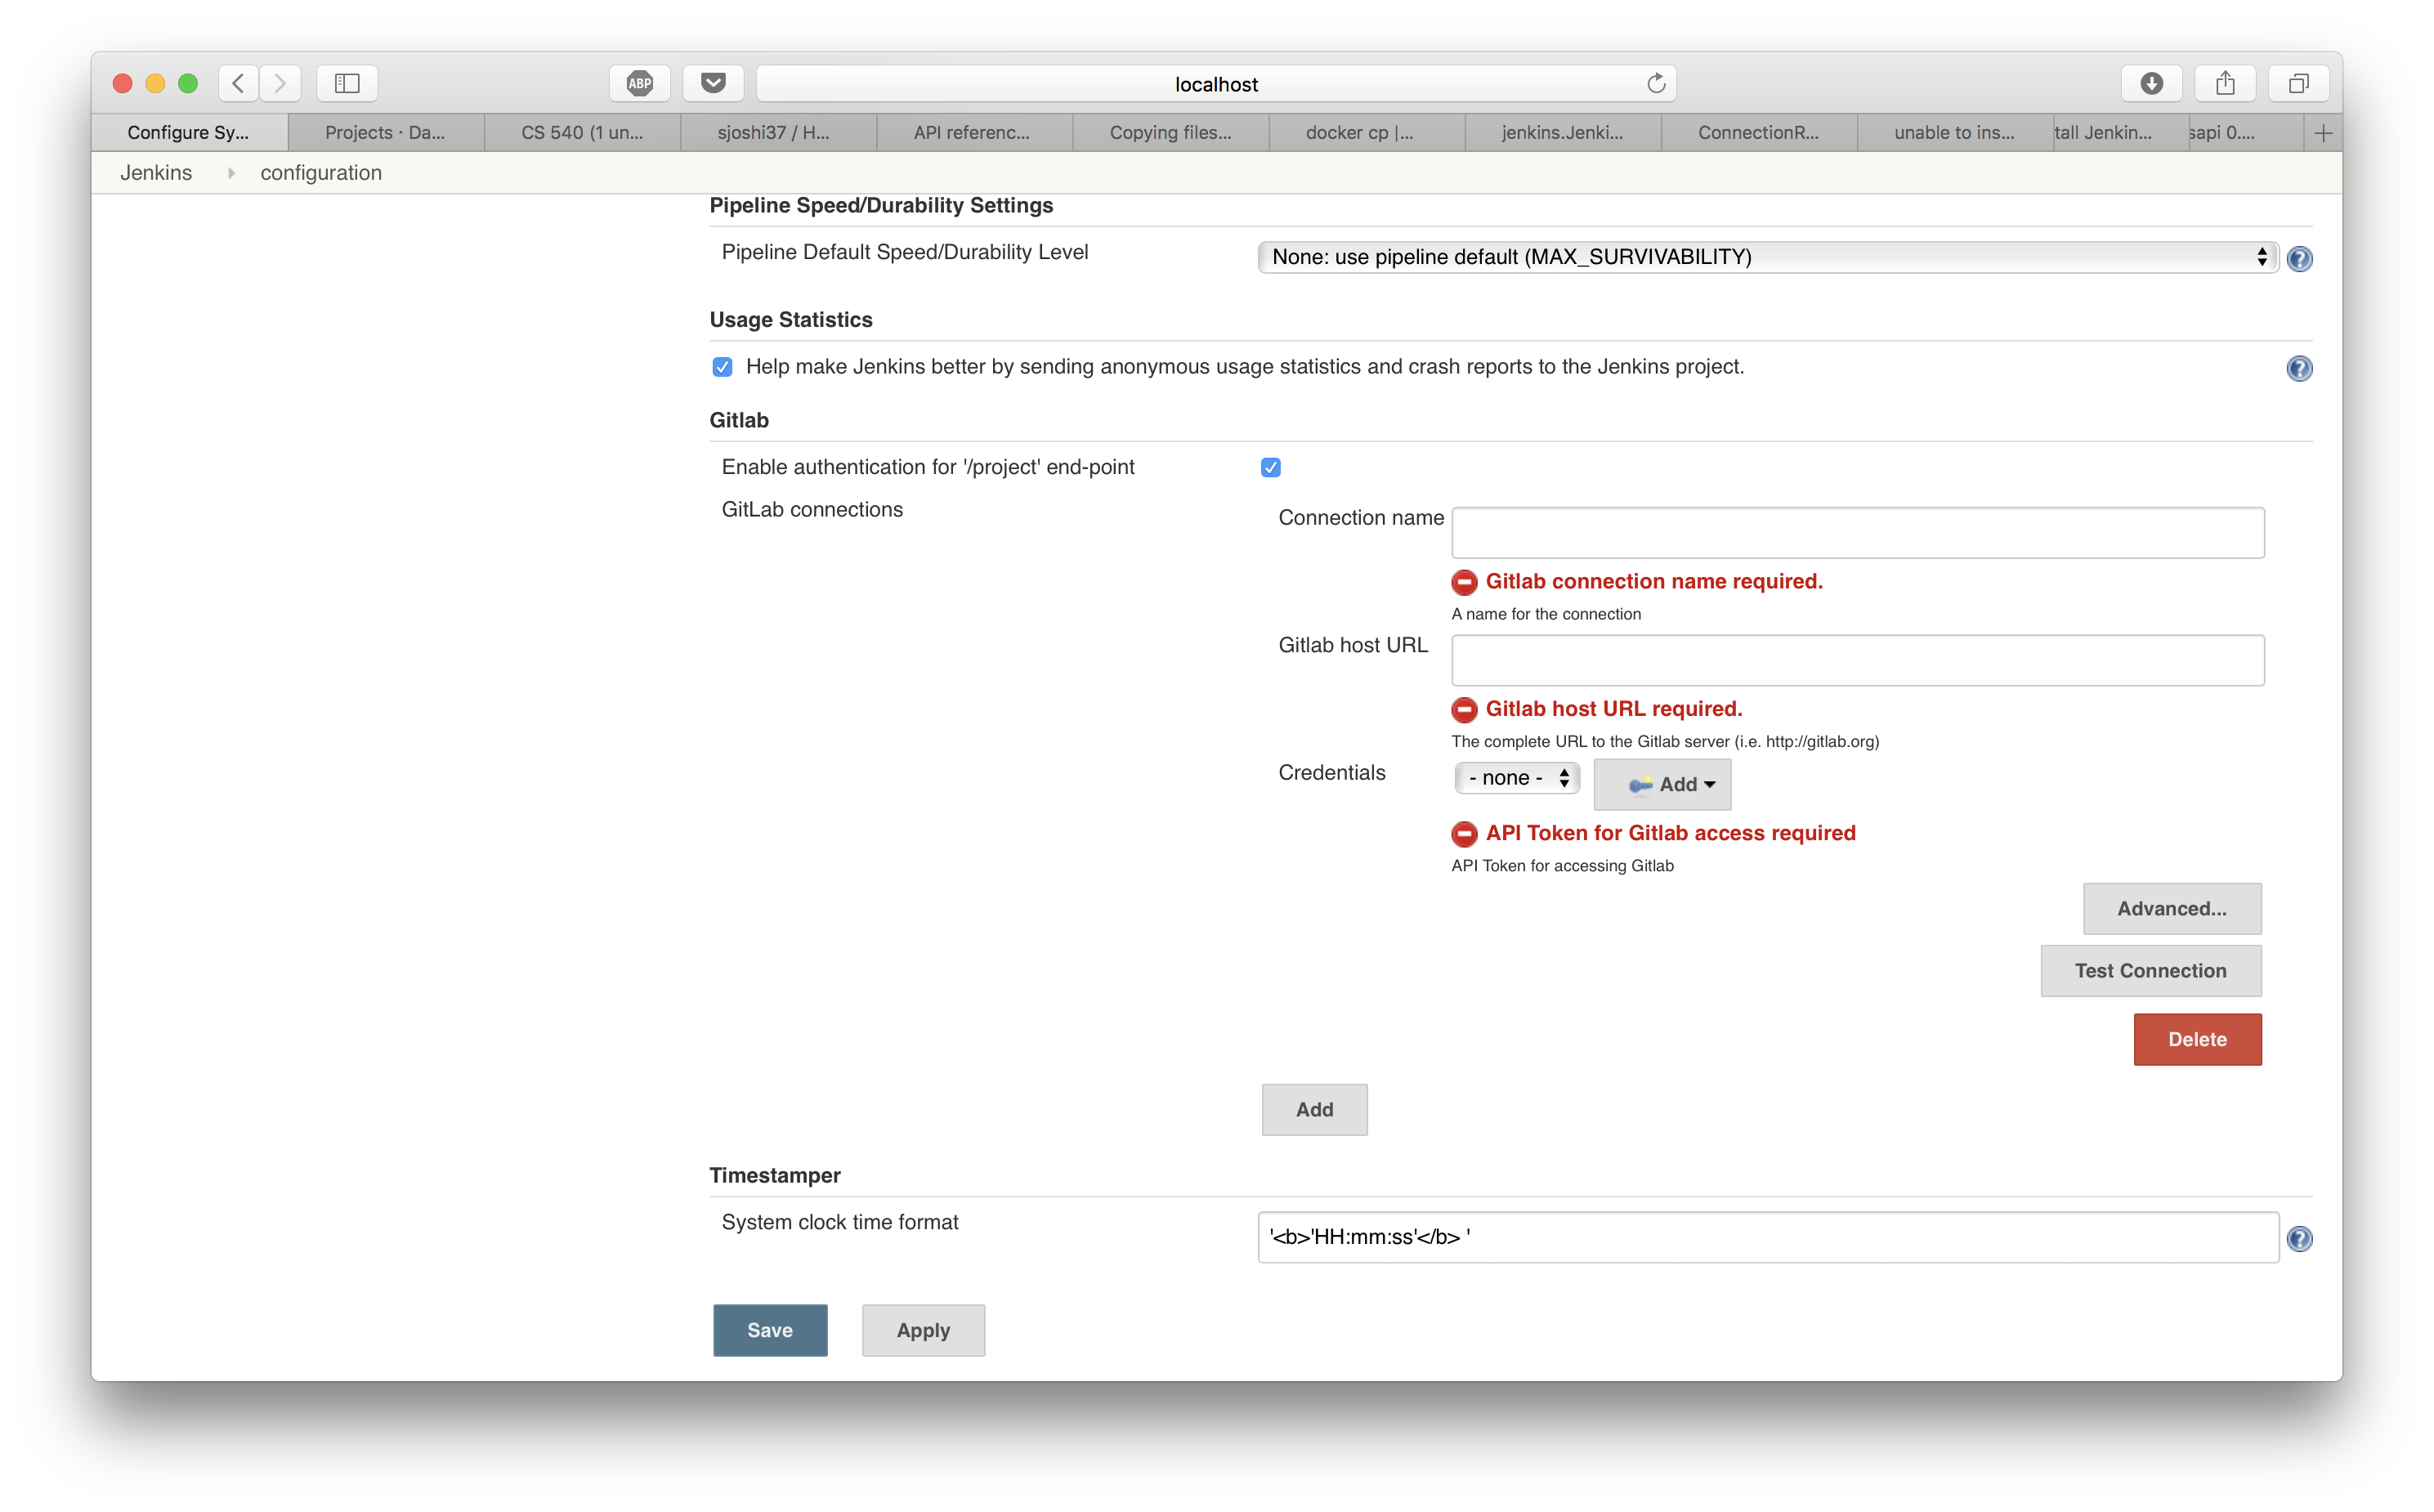 ABP
localhost
Configure Sy...
Projects · Da...
CS 540 (1 un...
sjoshi37 / H...
API referenc...
Copying files...
docker cp |...
jenkins.Jenki...
ConnectionR...
unable to ins...
tall Jenkin...
sapi 0....
Jenkins
configuration
Pipeline Speed/Durability Settings
Pipeline Default Speed/Durability Level
None: use pipeline default (MAX_SURVIVABILITY)
Usage Statistics
Help make Jenkins better by sending anonymous usage statistics and crash reports to the Jenkins project.
Gitlab
Enable authentication for '/project' end-point
GitLab connections
Connection name
Gitlab connection name required.
A name for the connection
Gitlab host URL
Gitlab host URL required.
The complete URL to the Gitlab server (i.e. http://gitlab.org)
Credentials
- none -
Add
API Token for Gitlab access required
API Token for accessing Gitlab
Advanced...
Test Connection
Delete
Add
Timestamper
System clock time format
'<b>'HH:mm:ss'</b> '
Save
Apply